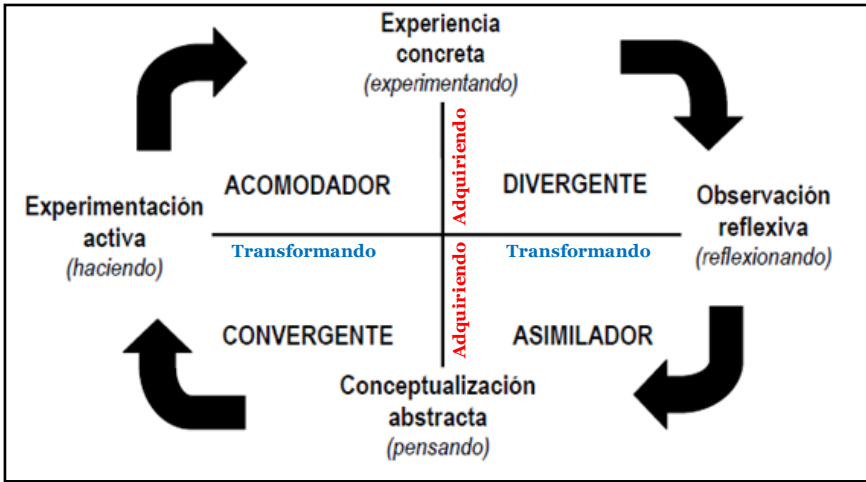 Experiencia
concreta
(experimentando)
Adquiriendo
ACOMODADOR
DIVERGENTE
Experimentación
activa
(haciendo)
Observación
reflexiva
(reflexionando)
Transformando
Transformando
Adquiriendo
CONVERGENTE
ASIMILADOR
Conceptualización
abstracta
(pensando)